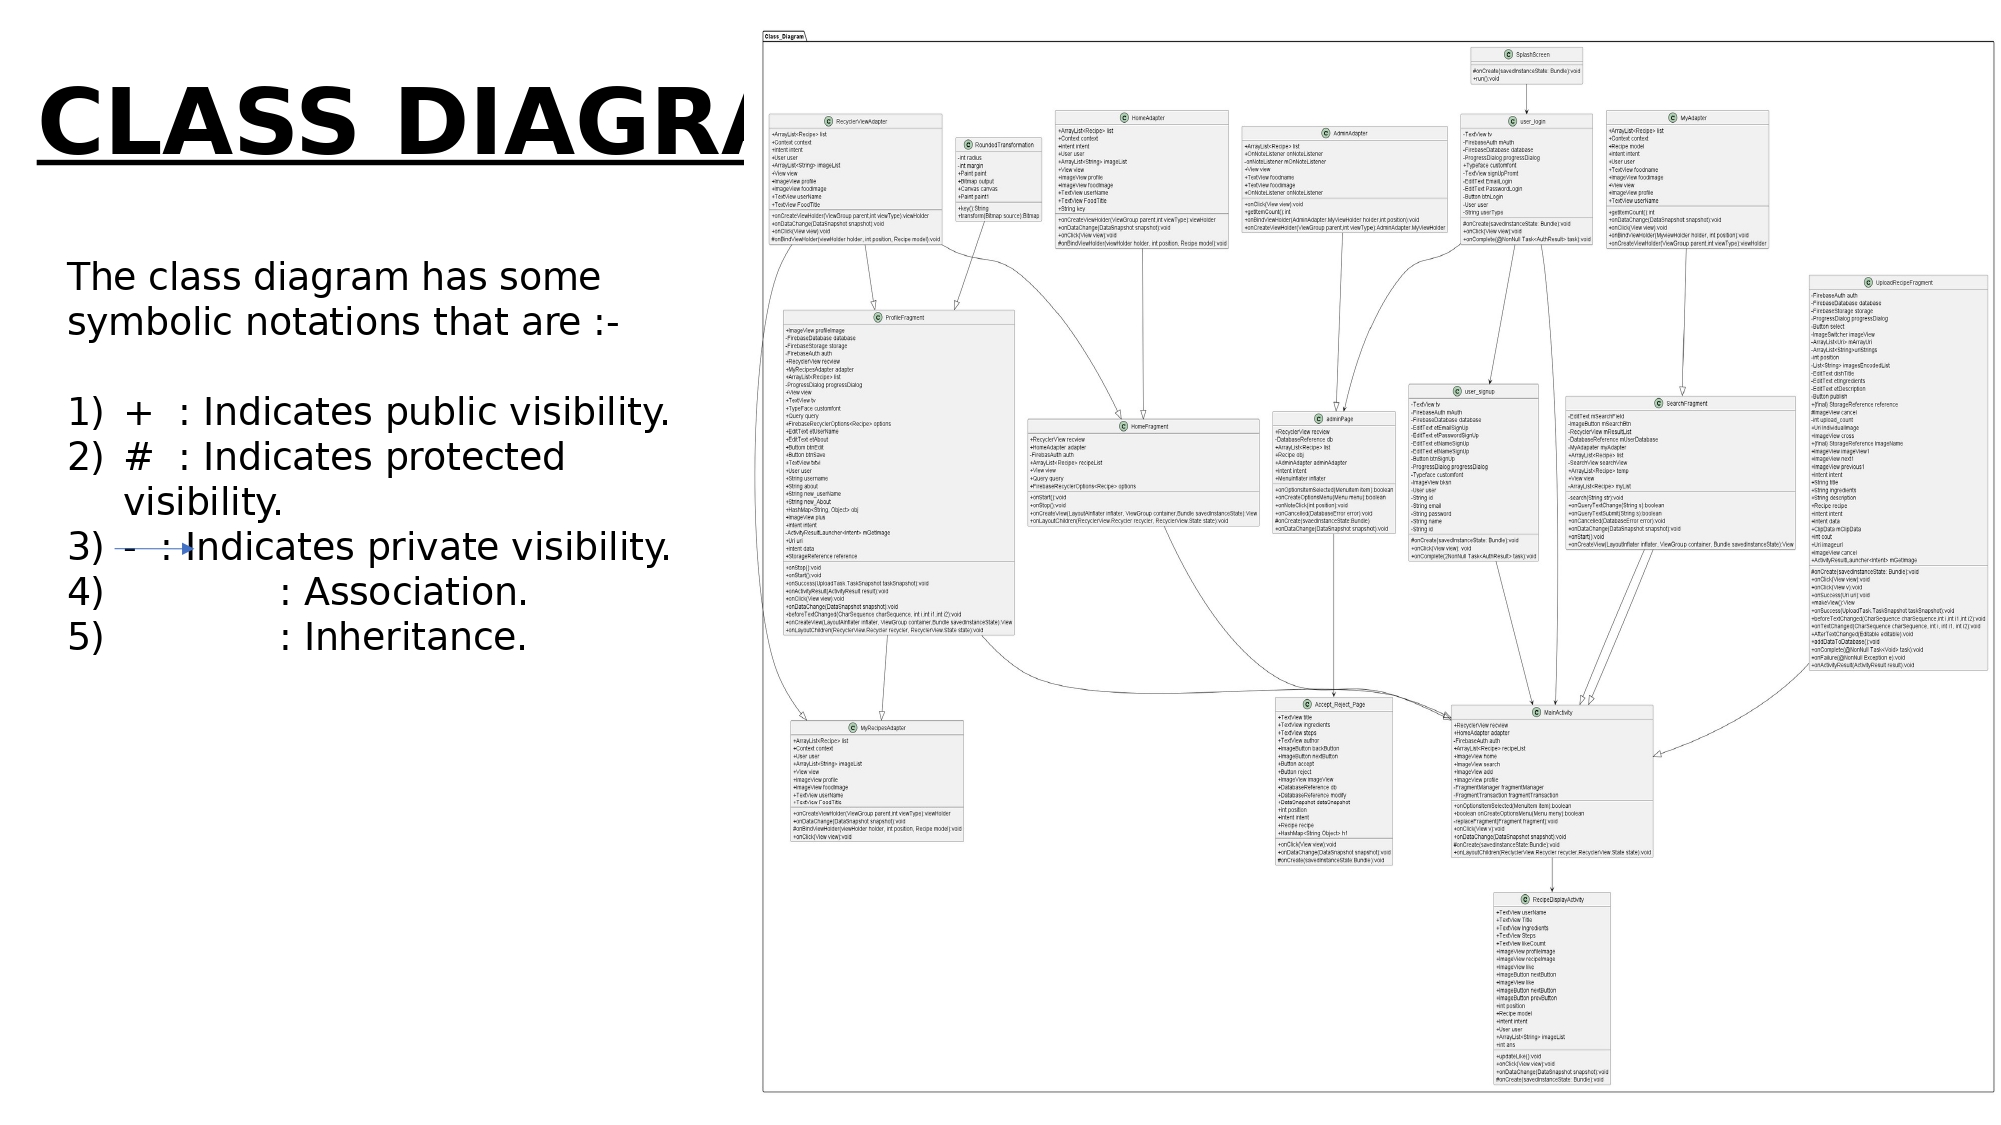 CLASS DIAGRA
The class diagram has some
symbolic notations that are :-
1) + : Indicates public visibility.
2) # : Indicates protected
visibility.
3) - : Indicates private visibility.
4) : Association.
5) : Inheritance.
Class_Diagram
SplashScreen
#onCreate(savedInstanceState: Bundle):void
+run():void
RecyclerViewAdapter
+ArrayList<Recipe> list
+Context context
+Intent intent
+User user
+ArrayList<String> imageList
+View view
+ImageView profile
+ImageView foodImage
+TextView userName
+TextView FoodTitle
+onCreateViewHolder(ViewGroup parent,int viewType):viewHolder
+onDataChange(DataSnapshot snapshot):void
+onClick(View view):void
#onBindViewHolder(viewHolder holder, int position, Recipe model):void
RoundedTransformation
-int radius
-int margin
+Paint paint
+Bitmap output
+Canvas canvas
+Paint paint1
+key():String
+transform(Bitmap source):Bitmap
HomeAdapter
+ArrayList<Recipe> list
+Context context
+Intent intent
+User user
+ArrayList<String> imageList
+View view
+ImageView profile
+ImageView foodImage
+TextView userName
+TextView FoodTitle
+String key
+onCreateViewHolder(ViewGroup parent,int viewType):viewHolder
+onDataChange(DataSnapshot snapshot):void
+onClick(View view):void
#onBindViewHolder(viewHolder holder, int position, Recipe model):void
AdminAdapter
+ArrayList<Recipe> list
+OnNoteListener onNoteListener
-onNoteListener mOnNoteListener
+View view
+TextView foodname
+TextView foodImage
+OnNoteListener onNoteListener
+onClick(View view):void
+getItemCount():int
+onBindViewHolder(AdminAdapter.MyViewHolder holder,int position):void
+onCreateViewHolder(ViewGroup parent,int viewType):AdminAdapter.MyViewHolder
user_login
-TextView tv
-FirebaseAuth mAuth
-FirebaseDatabase database
-ProgressDialog progressDialog
+Typeface customfont
-TextView signUpPromt
-EditText EmailLogin
-EditText PasswordLogin
-Button btnLogin
-User user
-String userType
#onCreate(savedInstanceState: Bundle):void
+onClick(View view): void
+onComplete(@NonNull Task<AuthResult> task):void
MyAdapter
+ArrayList<Recipe> list
+Context context
+Recipe model
+Intent intent
+User user
+TextView foodname
+ImageView foodImage
+View view
+ImageView profile
+TextView userName
+getItemCount():int
+onDataChange(DataSnapshot snapshot):void
+onClick(View view):void
+onBindViewHolder(MyViewHolder holder, int position):void
+onCreateViewHolder(ViewGroup parent,int viewType):viewHolder
UploadRecipeFragment
-FirebaseAuth auth
-FirebaseDatabase database
-FirebaseStorage storage
-ProgressDialog progressDialog
-Button select
-ImageSwitcher imageView
-ArrayList<Uri> mArrayUri
-ArrayList<String>uriStrings
-int position
-List<String> imagesEncodedList
-EditText dishTitle
-EditText etIngredients
-EditText etDescription
-Button publish
+{final} StorageReference reference
#ImageView cancel
-int upload_count
+Uri individualImage
+ImageView cross
+{final} StorageReference ImageName
+ImageView imageView1
+ImageView next1
+ImageView previous1
+Intent intent
+String title
+String ingredients
+String description
+Recipe recipe
+Intent intent
+Intent data
+ClipData mClipData
+int cout
+Uri imageurl
+ImageView cancel
+ActivityResultLauncher<Intent> mGetImage
#onCreate(savedInstanceState: Bundle):void
+onClick(View view):void
+onClick(View v):void
+onSuccess(Uri uri):void
+makeView():View
+onSuccess(UploadTask.TaskSnapshot taskSnapshot):void
+beforeTextChanged(CharSequence charSequence,int i,int i1,int i2):void
+onTextChanged(CharSequence charSequence, int i, int i1, int i2):void
+AfterTextChanged(Editable editable):void
+addDataToDatabase():void
+onComplete(@NonNull Task<Void> task):void
+onFailure(@NonNull Exception e):void
+onActivityResult(ActivityResult result):void
ProfileFragment
+ImageView profileImage
-FirebaseDatabase database
-FirebaseStorage storage
-FirebaseAuth auth
+RecyclerView recview
+MyRecipesAdapter adapter
+ArrayList<Recipe> list
-ProgressDialog progressDialog
+View view
+TextView tv
+TypeFace customfont
+Query query
+FirebaseRecyclerOptions<Recipe> options
+EditText etUserName
+EditText etAbout
+Button btnEdit
+Button btnSave
+TextView txtvi
+User user
+String username
+String about
+String new_userName
+String new_About
+HashMap<String, Object> obj
+ImageView plus
+Intent intent
-ActivityResultLauncher<Intent> mGetImage
+Uri uri
+Intent data
+StorageReference reference
+onStop():void
+onStart():void
+onSuccess(UploadTask.TaskSnapshot taskSnapshot):void
+onActivityResult(ActivityResult result):void
+onClick(View view):void
+onDataChange(DataSnapshot snapshot):void
+beforeTextChanged(CharSequence charSequence, int i,int i1,int i2):void
+onCreateView(LayoutAinflater inflater, ViewGroup container,Bundle savedInstanceState):View
+onLayoutChildren(RecyclerView.Recycler recycler, RecyclerView.State state):void
HomeFragment
+RecyclerView recview
+HomeAdapter adapter
-FirebasAuth auth
+ArrayList<Recipe> recipeList
+View view
+Query query
+FirebaseRecyclerOptions<Recipe> options
+onStart():void
+onStop():void
+onCreateView(LayoutAinflater inflater, ViewGroup container,Bundle savedInstanceState):View
+onLayoutChildren(RecyclerView.Recycler recycler,RecyclerView.State state):void
adminPage
+RecyclerView recview
-DatabaseReference db
+ArrayList<Recipe> list
+Recipe obj
+AdminAdapter adminAdapter
+Intent intent
+MenuInflater inflater
+onOptionsItemSelected(MenuItem item):boolean
+onCreateOptionsMenu(Menu menu):boolean
+onNoteClick(int position):void
+onCancelled(DatabaseError error):void
#onCreate(svaedInstanceState:Bundle)
+onDataChange(DataSnapshot snapshot):void
user_signup
-TextView tv
-FirebaseAuth mAuth
-FirebaseDatabase database
-EditText etEmailSignUp
-EditText etPasswordSignUp
-EditText etNameSignUp
-EditText etNameSignUp
-Button btnSignUp
-ProgressDialog progressDialog
-Typeface customfont
-ImageView bksn
-User user
-String id
-String email
-String password
-String name
-String id
#onCreate(savedInstanceState: Bundle):void
+onClick(View view): void
+onComplete(2NonNull Task<AuthResult> task):void
SearchFragment
-EditText mSearchField
-ImageButton mSearchBtn
-RecyclerView mResultList
-DatabaseReference mUserDatabase
-MyAdapater myAdapter
+ArrayList<Recipe> list
-SearchView searchView
+ArrayList<Recipe> temp
+View view
+ArrayList<Recipe> myList
-search(String str):void
+onQueryTextChange(String s):boolean
+onQueryTextSubmit(String s):boolean
+onCancelled(DatabaseError error):void
+onDataChange(DataSnapshot snapshot):void
+onStart():void
+onCreateView(LayoutInflater inflater, ViewGroup container, Bundle savedInstanceState):View
MyRecipesAdapter
+ArrayList<Recipe> list
+Context context
+User user
+ArrayList<String> imageList
+View view
+ImageView profile
+ImageView foodImage
+TextView userName
+TextView FoodTitle
+onCreateViewHolder(ViewGroup parent,int viewType):viewHolder
+onDataChange(DataSnapshot snapshot):void
#onBindViewHolder(viewHolder holder, int position, Recipe model):void
+onClick(View view):void
Accept_Reject_Page
+TextView title
+TextView ingredients
+TextView steps
+TextView author
+ImageButton backButton
+ImageButton nextButton
+Button accept
+Button reject
+ImageView imageView
+DatabaseReference db
+DatabaseReference modify
+DataSnapshot dataSnapshot
+int position
+Intent intent
+Recipe recipe
+HashMap<String Object> h1
+onClick(View view):void
+onDataChange(DataSnapshot snapshot):void
#onCreate(savedInstanceState:Bundle):void
MainActivity
+RecyclerView recview
+HomeAdapter adapter
-FirebaseAuth auth
+ArrayList<Recipe> recipeList
+ImageView home
+ImageView search
+ImageView add
+ImageView profile
-FragmentManager fragmentManager
-FragmentTransaction fragmentTransaction
+onOptionsItemSelected(MenuItem item):boolean
+boolean onCreateOptionsMenu(Menu menu):boolean
-replaceFragment(Fragment fragment):void
+onClick(View v):void
+onDataChange(DataSnapshot snapshot):void
#onCreate(savedInstanceState:Bundle):void
+onLayoutChildren(RecyclerView.Recycler recycler,RecyclerView.State state):void
RecipeDisplayActivity
+TextView userName
+TextView Title
+TextView Ingredients
+TextView Steps
+TextView likeCount
+ImageView profileImage
+ImageView recipeImage
+ImageView like
+ImageButton nextButton
+ImageView like
+ImageButton nextButton
+ImageButton prevButton
+int position
+Recipe model
+Intent intent
+User user
+ArrayList<String> imageList
+int ans
+updateLike():void
+onClick(View view):void
+onDataChange(DataSnapshot snapshot):void
#onCreate(savedInstanceState: Bundle):void